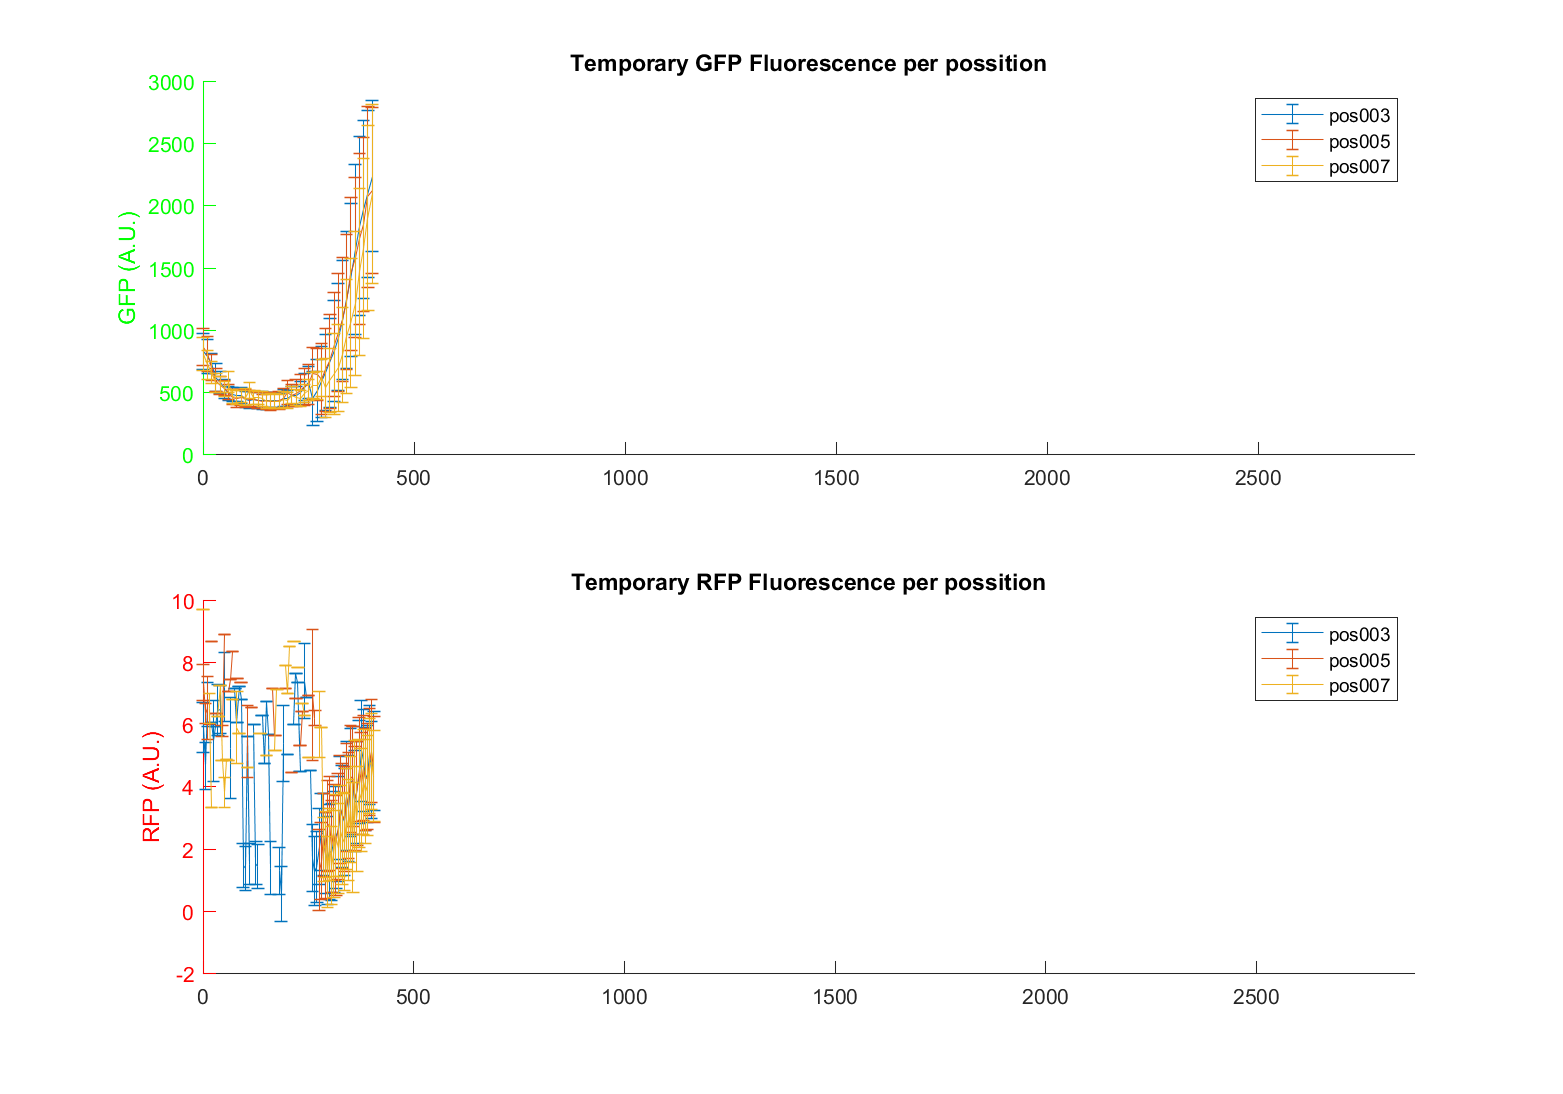 Temporary GFP Fluorescence per possition
3000
2500
2000
1500
1000
500
0
GFP (A.U.)
pos003
pos005
pos007
0 500 1000 1500 2000 2500
Temporary RFP Fluorescence per possition
10
8
6
4
2
0
-2
RFP (A.U.)
pos003
pos005
pos007
0 500 1000 1500 2000 2500